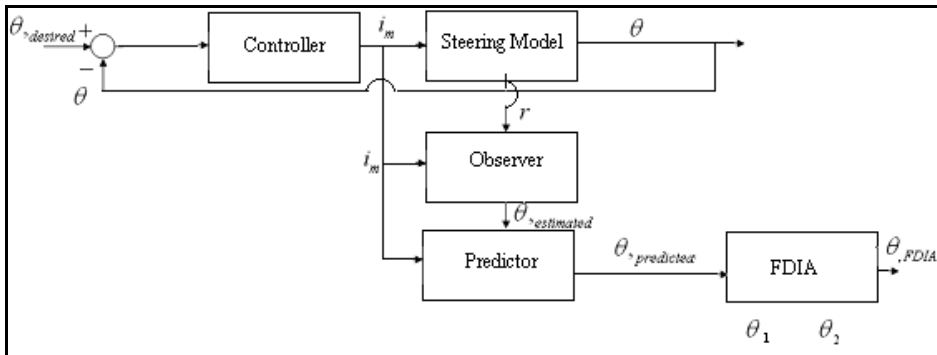 θ,desired
+
−
θ
Controller
i_m
Steering Model
θ
r
i_m
Observer
θ,estimated
Predictor
θ,predicted
FDIA
θ,FDIA
θ_1
θ_2